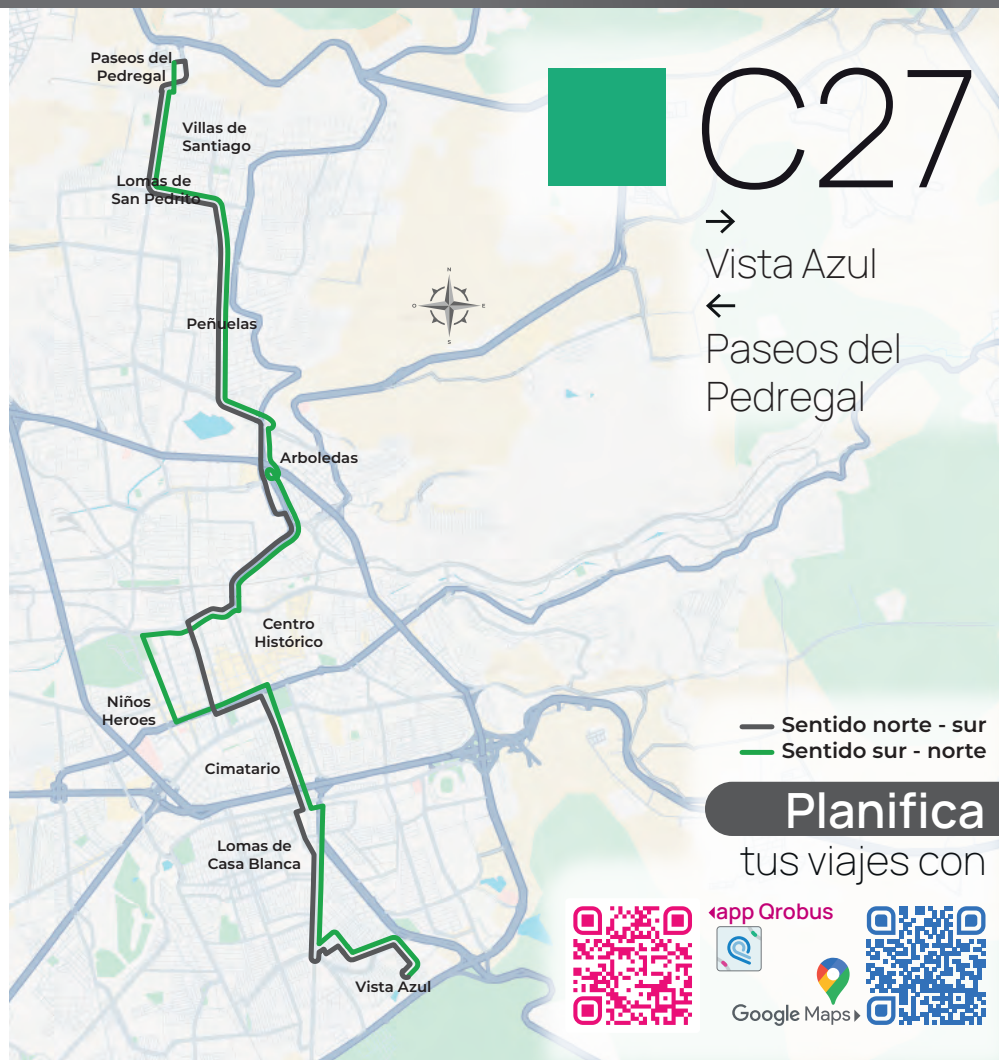 Paseos del
Pedregal
Villas de
Santiago
Lomas de
San Pedrito
Peñuelas
Arboledas
Centro
Histórico
Niños
Heroes
Cimatario
Lomas de
Casa Blanca
Vista Azul
N
O
E
S
C27
→
Vista Azul
←
Paseos del
Pedregal
Sentido norte - sur
Sentido sur - norte
Planifica
tus viajes con
app Qrobus
Google Maps